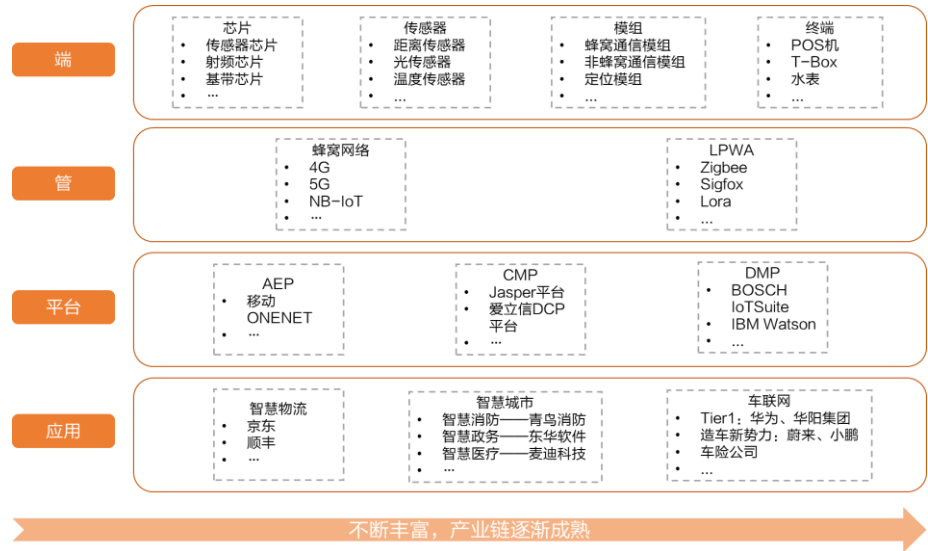 端
芯片
• 传感器芯片
• 射频芯片
• 基带芯片
• …
传感器
• 距离传感器
• 光传感器
• 温度传感器
• …
模组
• 蜂窝通信模组
• 非蜂窝通信模组
• 定位模组
• …
终端
• POS机
• T-Box
• 水表
• …
管
蜂窝网络
• 4G
• 5G
• NB-IoT
• …
LPWA
• Zigbee
• Sigfox
• Lora
• …
平台
AEP
• 移动
ONENET
• …
CMP
• Jasper平台
• 爱立信DCP
平台
• …
DMP
• BOSCH
IoTSuite
• IBM Watson
• …
应用
智慧物流
• 京东
• 顺丰
• …
智慧城市
• 智慧消防——青鸟消防
• 智慧政务——东华软件
• 智慧医疗——麦迪科技
• …
车联网
• Tier1：华为、华阳集团
• 造车新势力：蔚来、小鹏
• 车险公司
• …
不断丰富，产业链逐渐成熟